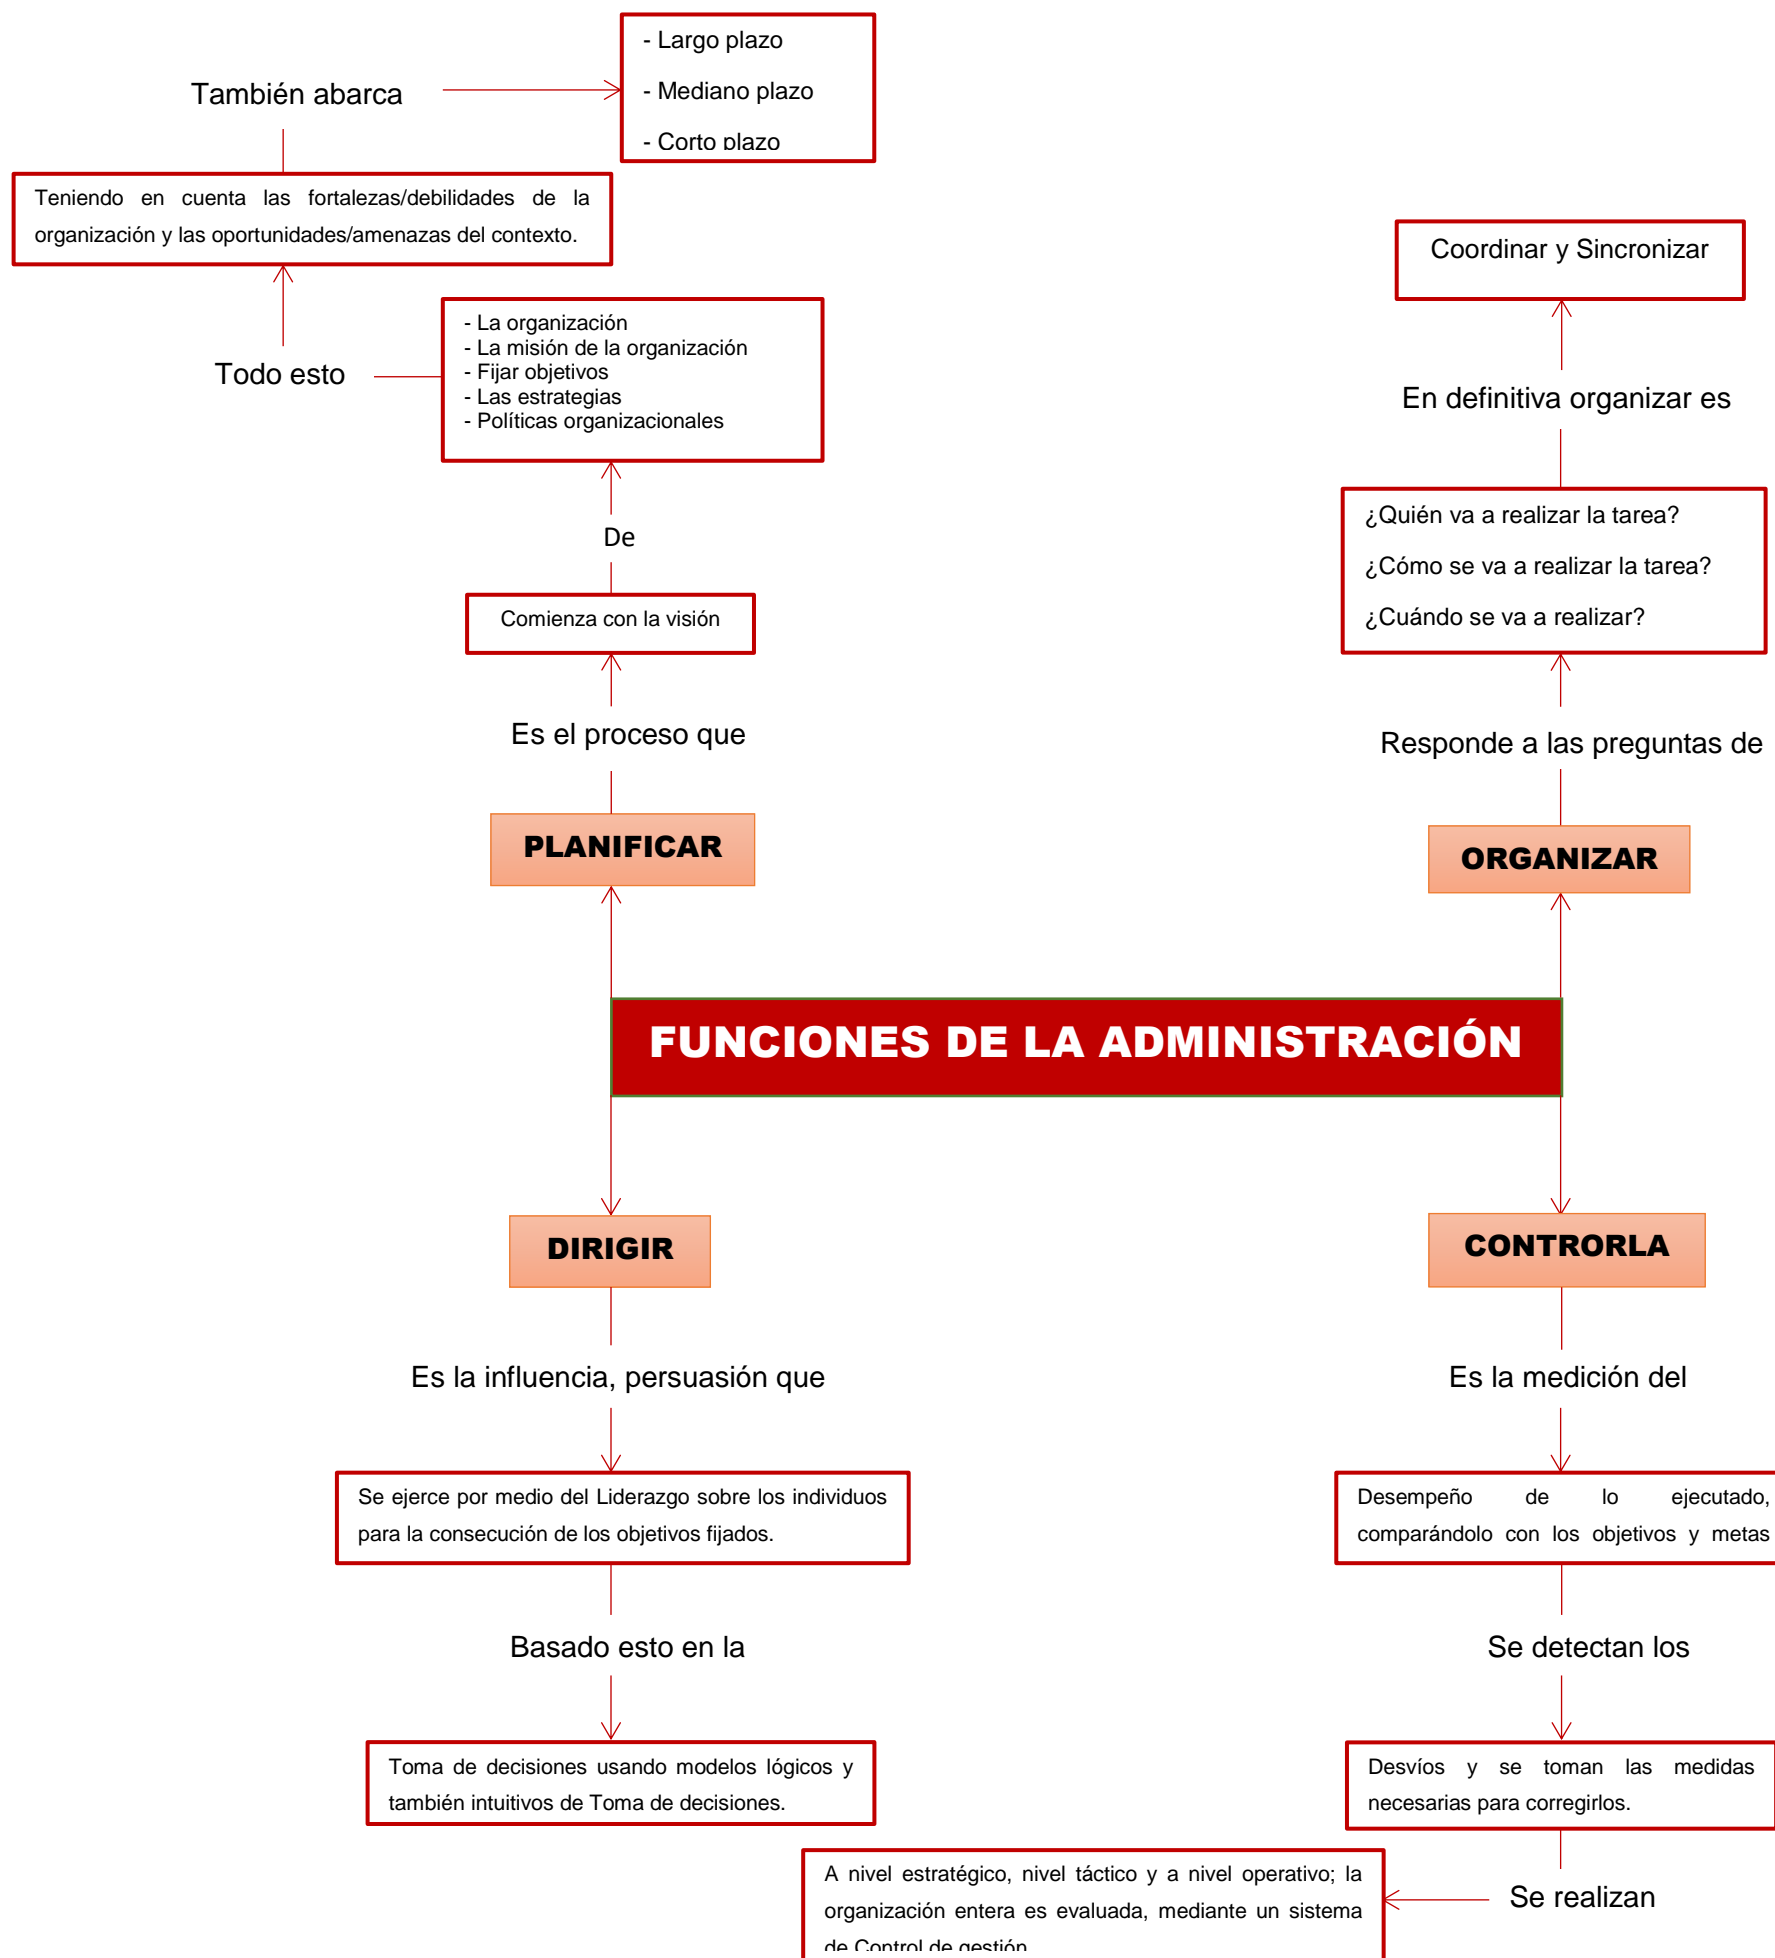 - Largo plazo
- Mediano plazo
- Corto plazo
También abarca
Teniendo en cuenta las fortalezas/debilidades de la
organización y las oportunidades/amenazas del contexto.
Coordinar y Sincronizar
- La organización
- La misión de la organización
- Fijar objetivos
- Las estrategias
- Políticas organizacionales
Todo esto
En definitiva organizar es
De
¿Quién va a realizar la tarea?
¿Cómo se va a realizar la tarea?
¿Cuándo se va a realizar?
Comienza con la visión
Es el proceso que
Responde a las preguntas de
PLANIFICAR
ORGANIZAR
FUNCIONES DE LA ADMINISTRACIÓN
DIRIGIR
CONTRORLA
Es la influencia, persuasión que
Es la medición del
Se ejerce por medio del Liderazgo sobre los individuos
para la consecución de los objetivos fijados.
Desempeño de lo ejecutado,
comparándolo con los objetivos y metas
Basado esto en la
Se detectan los
Toma de decisiones usando modelos lógicos y
también intuitivos de Toma de decisiones.
Desvíos y se toman las medidas
necesarias para corregirlos.
A nivel estratégico, nivel táctico y a nivel operativo; la
organización entera es evaluada, mediante un sistema
de Control de gestión
Se realizan